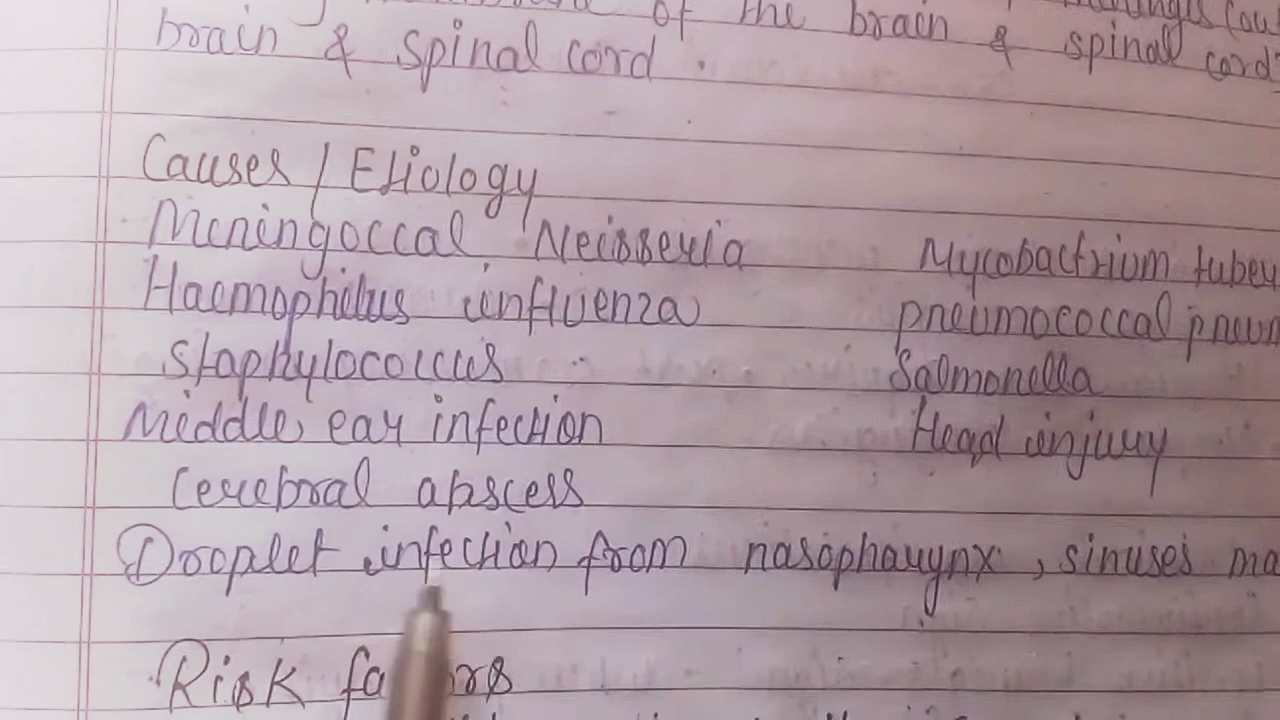 of the brain & spinal cord
brain & spinal cord.
Causes / Etiology
Meningoccal Neisseria Mycobactrium
Haemophilus influenza pneumococcal
Staphylococcus Salmonella
Middle ear infection Head injury
Cerebral abscess
Droplet infection from nasopharynx, sinuses
Risk